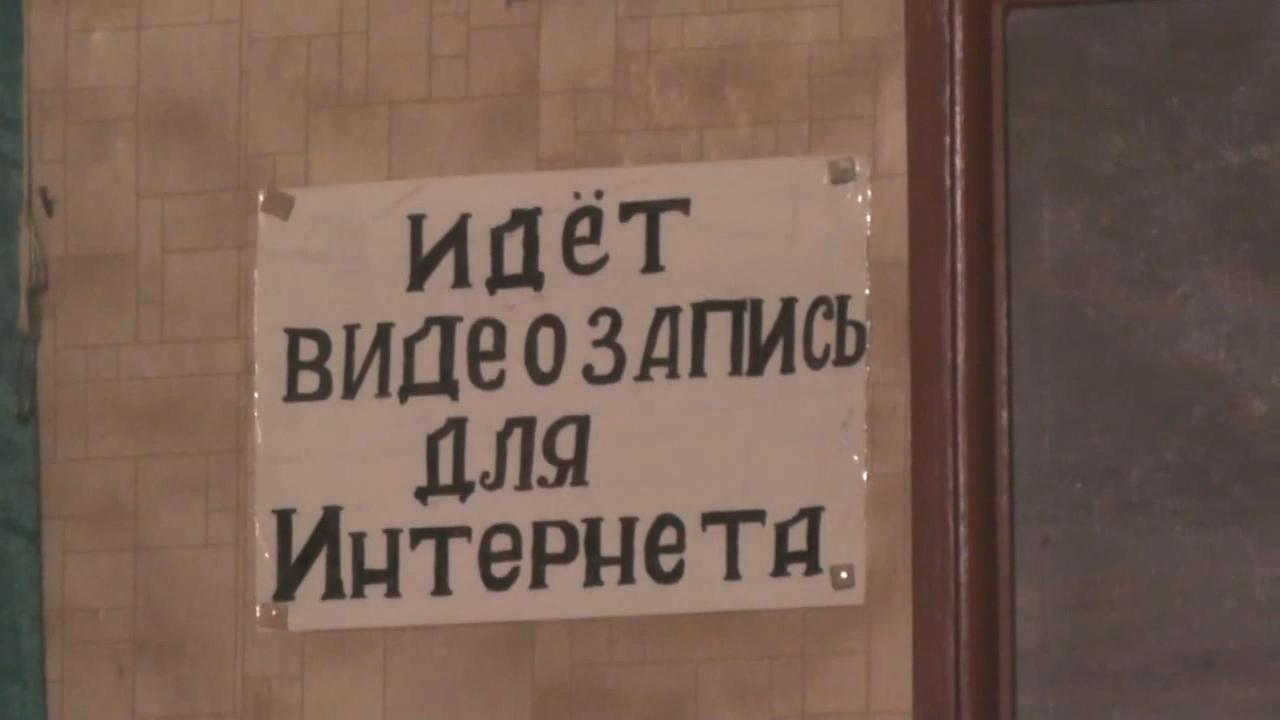 идёт
видеозапись
для
Интернета.